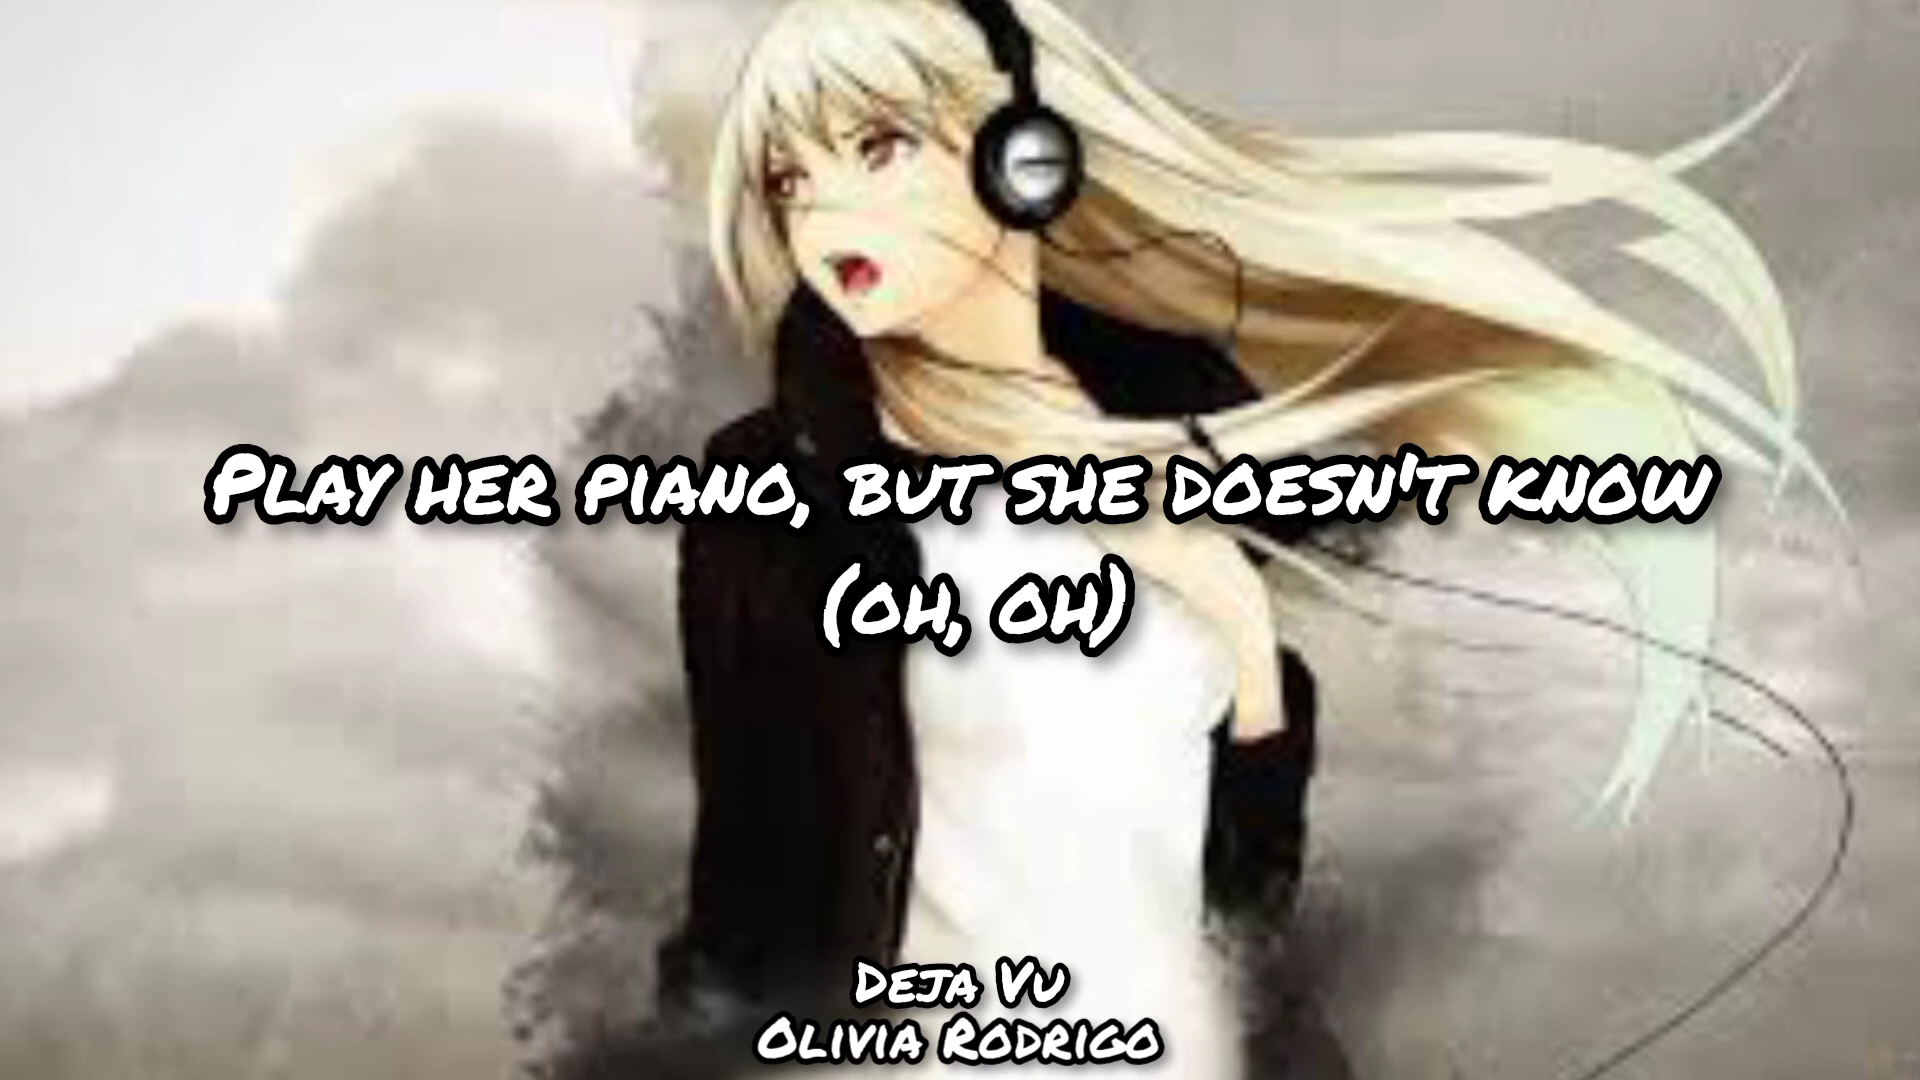 Play her piano, but she doesn't know
(oh, oh)
Deja Vu
Olivia Rodrigo